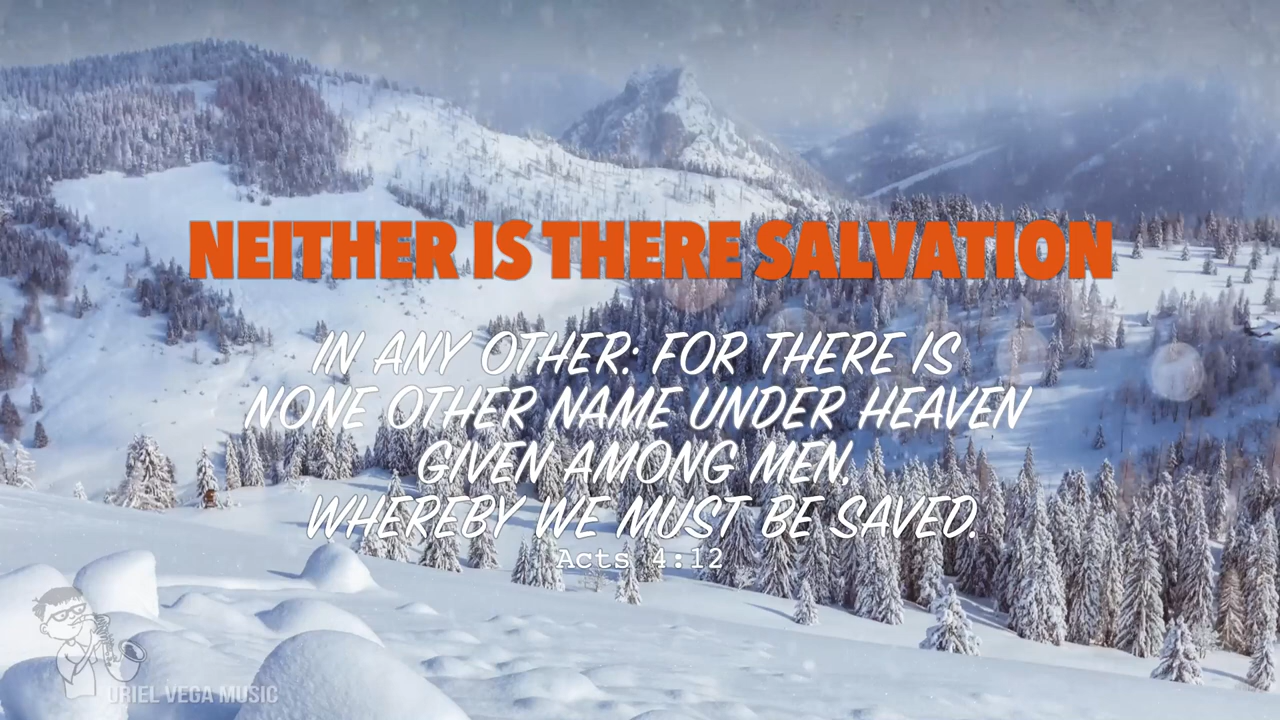 NEITHER IS THERE SALVATION
IN ANY OTHER: FOR THERE IS
NONE OTHER NAME UNDER HEAVEN
GIVEN AMONG MEN,
WHEREBY WE MUST BE SAVED.
Acts 4:12
URIEL VEGA MUSIC